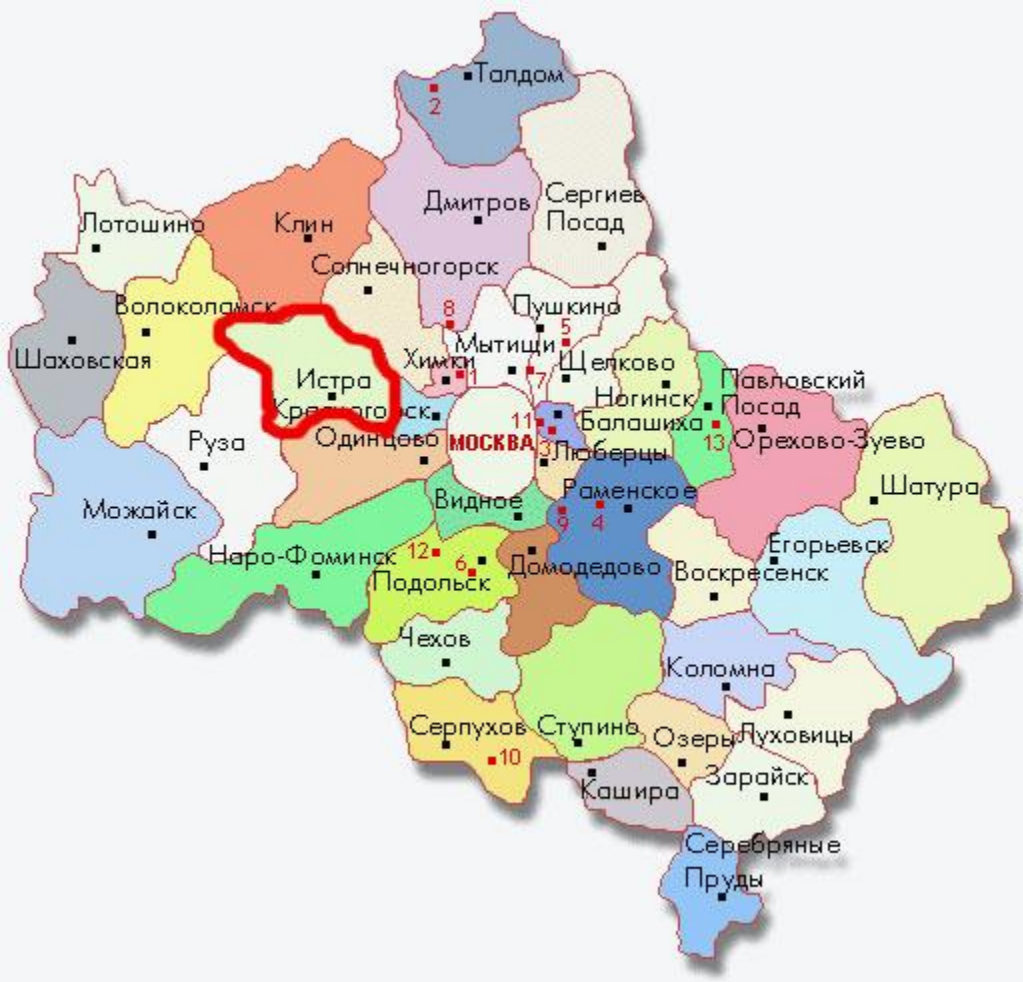 Талдом
2
Сергиев
Посад
Дмитров
Лотошино
Клин
Солнечногорск
Волоколамск
Пушкино
8
5
Шаховская
Мытищи
Химки
1
7
Щелково
Истра
Ногинск
Павловский
Посад
Красногорск
11
Балашиха
13
Руза
Одинцово
МОСКВА
3
Люберцы
Орехово-Зуево
Шатура
Можайск
Видное
Раменское
9
4
Наро-Фоминск
12
6
Подольск
Домодедово
Воскресенск
Егорьевск
Чехов
Коломна
Серпухов
10
Ступино
Озеры
Луховицы
Кашира
Зарайск
Серебряные
Пруды